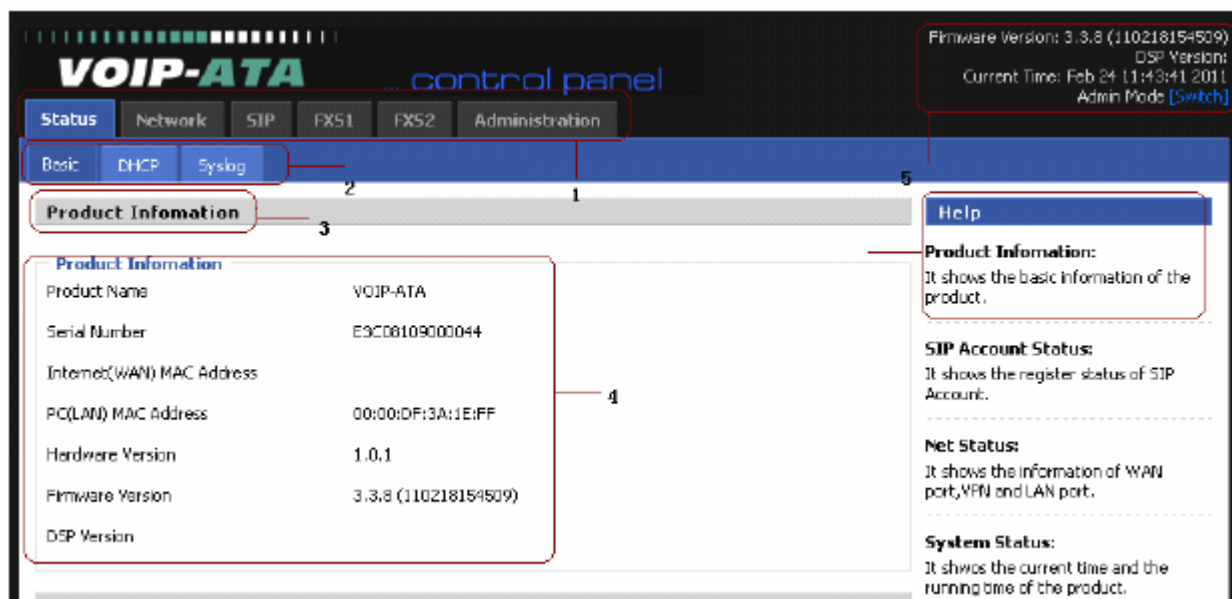 Firmware Version: 3.3.8 (110218154509)
DSP Version:
Current Time: Feb 24 11:43:41 2011
Admin Mode [Switch]
VOIP-ATA
... control panel
Status Network SIP FXS1 FXS2 Administration
Basic DHCP Syslog
2
1
5
Product Infomation
3
Help
Product Infomation
Product Name VOIP-ATA
Serial Number E3C08109000044
Internet(WAN) MAC Address
PC(LAN) MAC Address 00:00:DF:3A:1E:FF
Hardware Version 1.0.1
Firmware Version 3.3.8 (110218154509)
DSP Version
4
Product Information:
It shows the basic information of the
product.
SIP Account Status:
It shows the register status of SIP
Account.
Net Status:
It shows the information of WAN
port,VPN and LAN port.
System Status:
It shwos the current time and the
running time of the product.